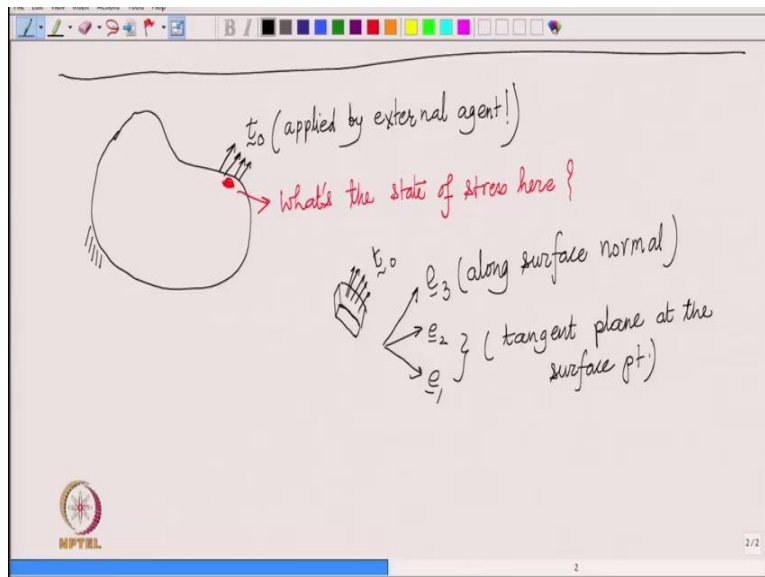 B I
t₀ (applied by external agent!)
What's the state of stress here ?
t₀
e₃ (along surface normal)
e₂
e₁
} ( tangent plane at the
surface pt.)
NPTEL
2/2
2